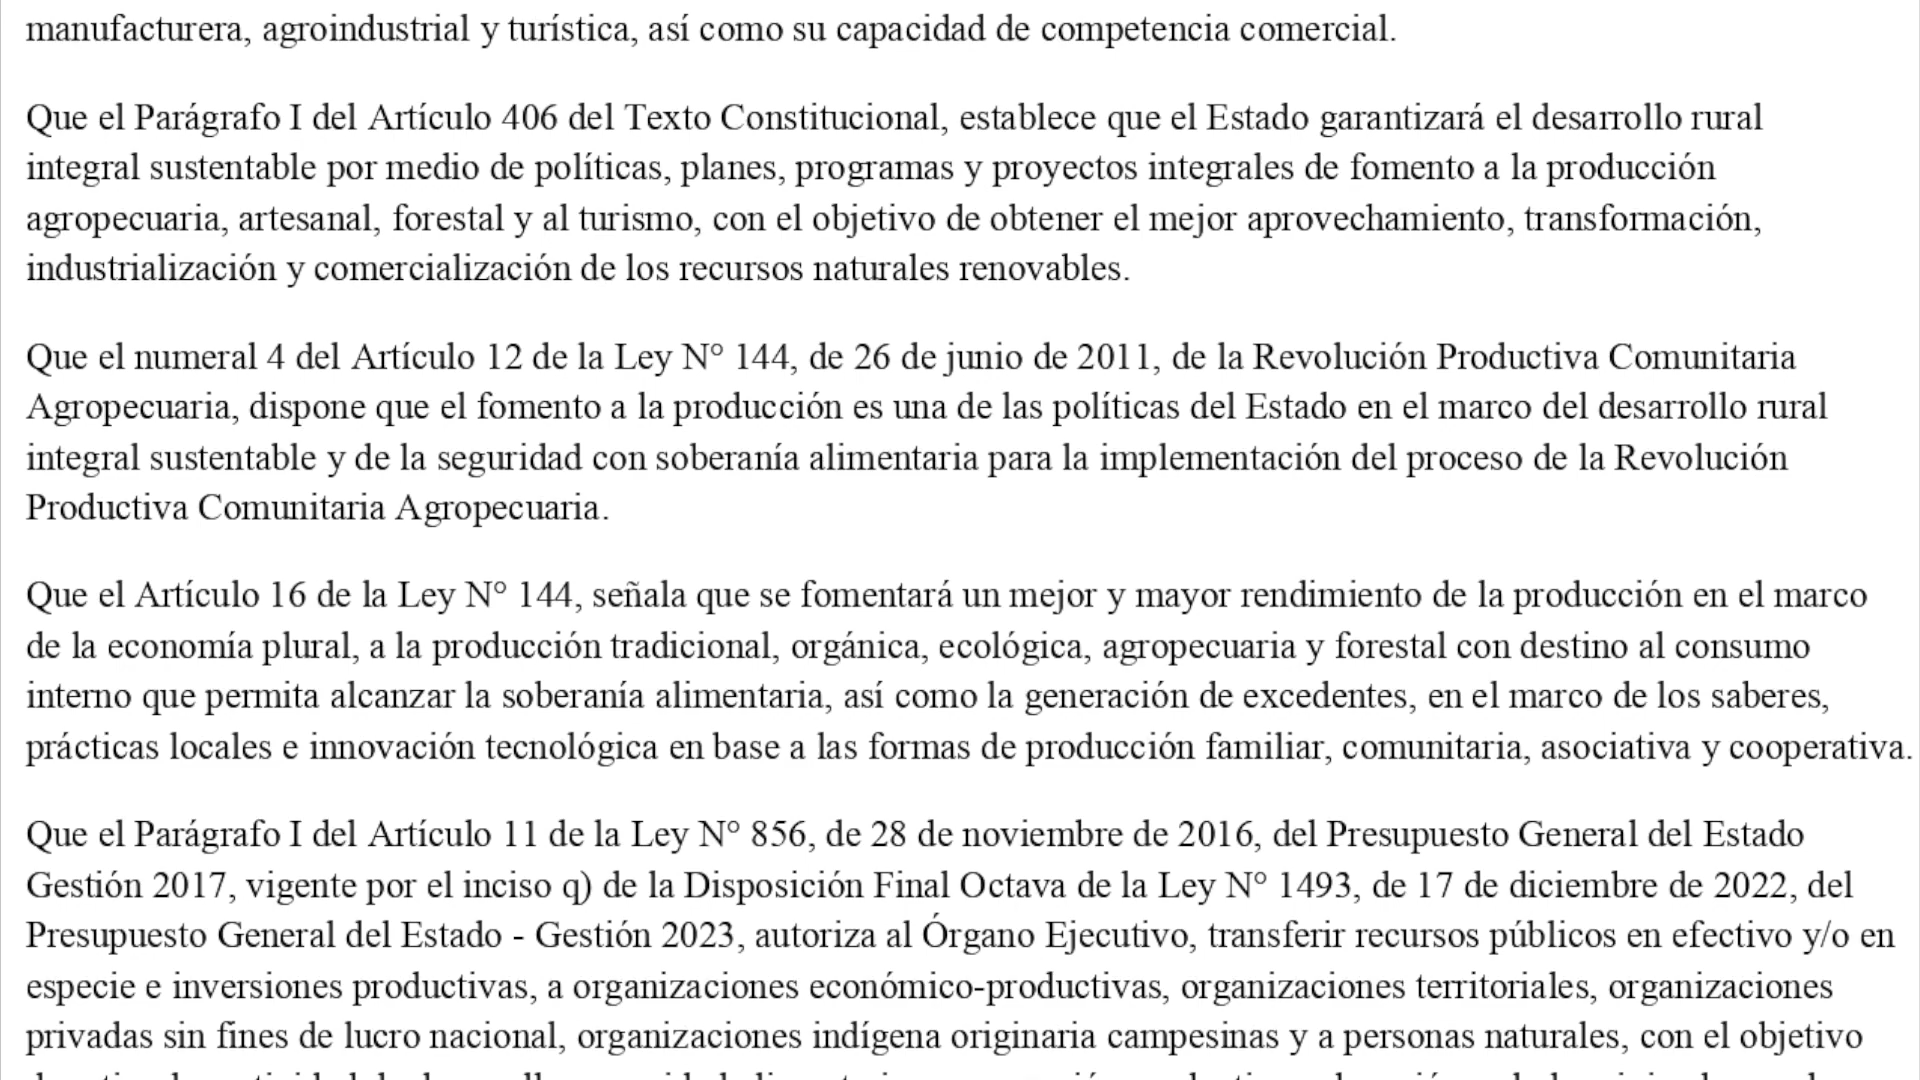 manufacturera, agroindustrial y turística, así como su capacidad de competencia comercial.
Que el Parágrafo I del Artículo 406 del Texto Constitucional, establece que el Estado garantizará el desarrollo rural
integral sustentable por medio de políticas, planes, programas y proyectos integrales de fomento a la producción
agropecuaria, artesanal, forestal y al turismo, con el objetivo de obtener el mejor aprovechamiento, transformación,
industrialización y comercialización de los recursos naturales renovables.
Que el numeral 4 del Artículo 12 de la Ley N° 144, de 26 de junio de 2011, de la Revolución Productiva Comunitaria
Agropecuaria, dispone que el fomento a la producción es una de las políticas del Estado en el marco del desarrollo rural
integral sustentable y de la seguridad con soberanía alimentaria para la implementación del proceso de la Revolución
Productiva Comunitaria Agropecuaria.
Que el Artículo 16 de la Ley N° 144, señala que se fomentará un mejor y mayor rendimiento de la producción en el marco
de la economía plural, a la producción tradicional, orgánica, ecológica, agropecuaria y forestal con destino al consumo
interno que permita alcanzar la soberanía alimentaria, así como la generación de excedentes, en el marco de los saberes,
prácticas locales e innovación tecnológica en base a las formas de producción familiar, comunitaria, asociativa y cooperativa.
Que el Parágrafo I del Artículo 11 de la Ley N° 856, de 28 de noviembre de 2016, del Presupuesto General del Estado
Gestión 2017, vigente por el inciso q) de la Disposición Final Octava de la Ley N° 1493, de 17 de diciembre de 2022, del
Presupuesto General del Estado - Gestión 2023, autoriza al Órgano Ejecutivo, transferir recursos públicos en efectivo y/o en
especie e inversiones productivas, a organizaciones económico-productivas, organizaciones territoriales, organizaciones
privadas sin fines de lucro nacional, organizaciones indígena originaria campesinas y a personas naturales, con el objetivo